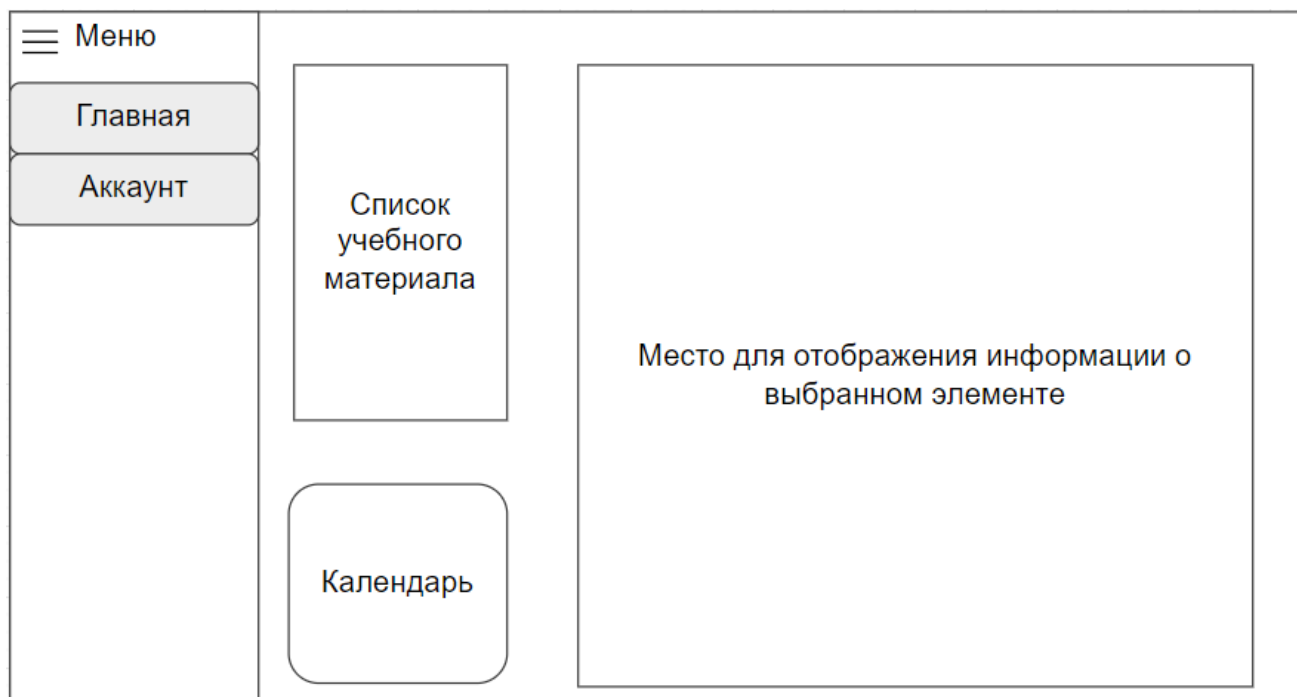 Меню
Главная
Аккаунт
Список
учебного
материала
Календарь
Место для отображения информации о
выбранном элементе